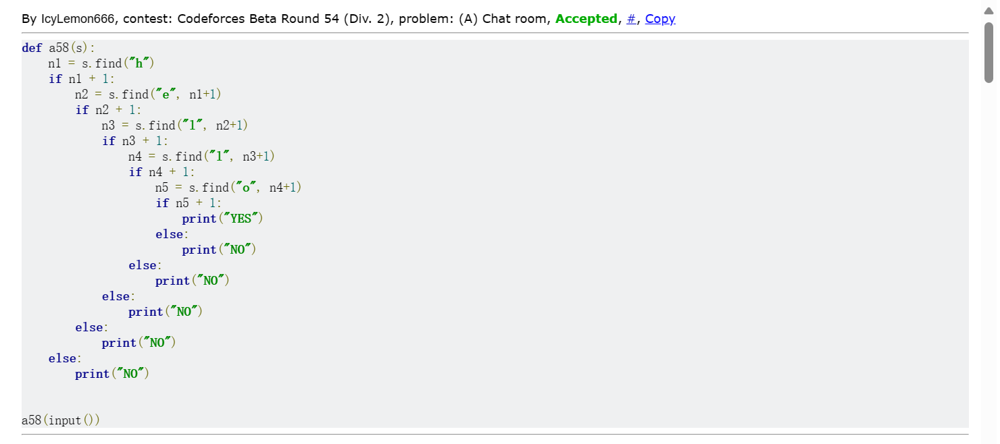 By IcyLemon666, contest: Codeforces Beta Round 54 (Div. 2), problem: (A) Chat room, Accepted, #, Copy
def a58(s):
    n1 = s.find("h")
    if n1 + 1:
        n2 = s.find("e", n1+1)
        if n2 + 1:
            n3 = s.find("l", n2+1)
            if n3 + 1:
                n4 = s.find("l", n3+1)
                if n4 + 1:
                    n5 = s.find("o", n4+1)
                    if n5 + 1:
                        print("YES")
                    else:
                        print("NO")
                else:
                    print("NO")
            else:
                print("NO")
        else:
            print("NO")
    else:
        print("NO")
a58(input())